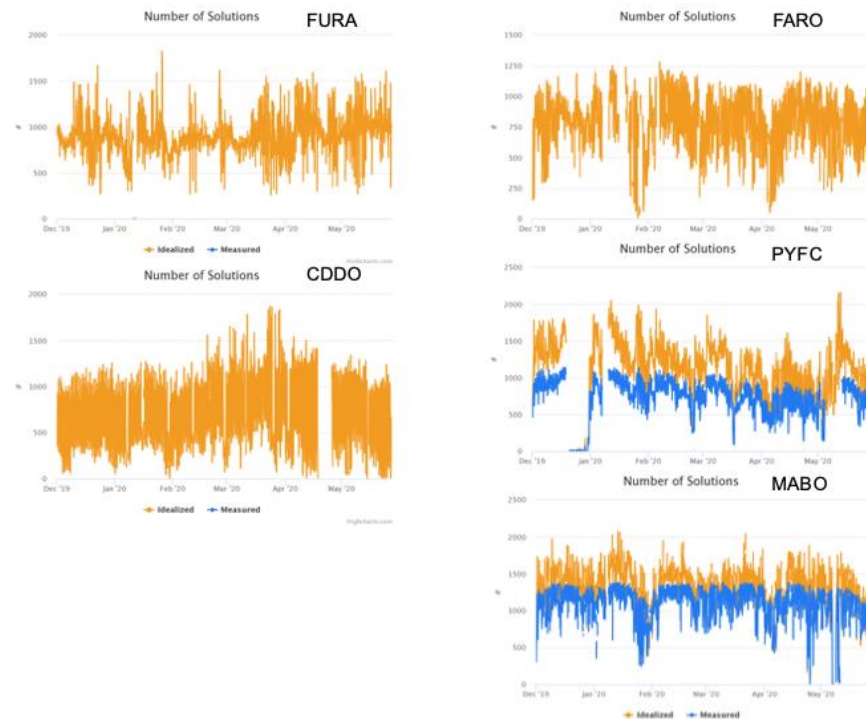 Number of Solutions FURA
2000
1500
1000
500
0
#
Dec '19 Jan '20 Feb '20 Mar '20 Apr '20 May '20
Idealized Measured
Highcharts.com
Number of Solutions CDDO
2000
1500
1000
500
0
#
Dec '19 Jan '20 Feb '20 Mar '20 Apr '20 May '20
Idealized Measured
Highcharts.com
Number of Solutions FARO
1500
1250
1000
750
500
250
0
#
Dec '19 Jan '20 Feb '20 Mar '20 Apr '20 May '20
Number of Solutions PYFC
2500
2000
1500
1000
500
0
#
Dec '19 Jan '20 Feb '20 Mar '20 Apr '20 May '20
Number of Solutions MABO
2500
2000
1500
1000
500
0
#
Dec '19 Jan '20 Feb '20 Mar '20 Apr '20 May '20
Idealized Measured